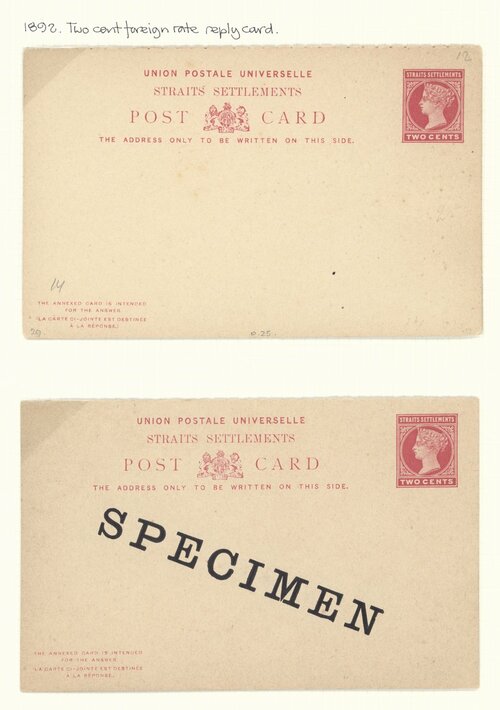 1892. Two cent foreign rate reply card.
12
UNION POSTALE UNIVERSELLE
STRAITS SETTLEMENTS
STRAITS SETTLEMENTS
POST CARD
TWO CENTS
THE ADDRESS ONLY TO BE WRITTEN ON THIS SIDE.
14
THE ANNEXED CARD IS INTENDED
FOR THE ANSWER.
(LA CARTE CI-JOINTE EST DESTINÉE
À LA RÉPONSE.)
29.
0.25.
UNION POSTALE UNIVERSELLE
STRAITS SETTLEMENTS
STRAITS SETTLEMENTS
POST CARD
TWO CENTS
THE ADDRESS ONLY TO BE WRITTEN ON THIS SIDE.
SPECIMEN
THE ANNEXED CARD IS INTENDED
FOR THE ANSWER.
(LA CARTE CI-JOINTE EST DESTINÉE
À LA RÉPONSE.)